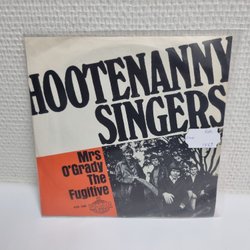 HOOTENANNY
SINGERS
Mrs
O'Grady
The
Fugitive